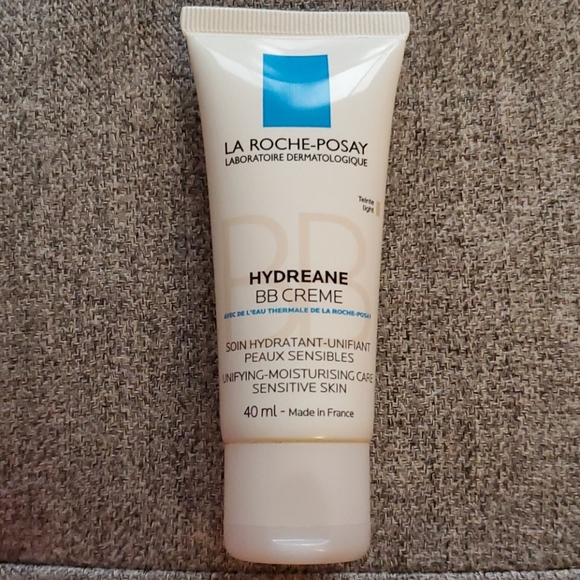 LA ROCHE-POSAY
LABORATOIRE DERMATOLOGIQUE
Teinte
light
BB
HYDREANE
BB CREME
AVEC DE L'EAU THERMALE DE LA ROCHE-POSAY
SOIN HYDRATANT-UNIFIANT
PEAUX SENSIBLES
UNIFYING-MOISTURISING CARE
SENSITIVE SKIN
40 ml - Made in France